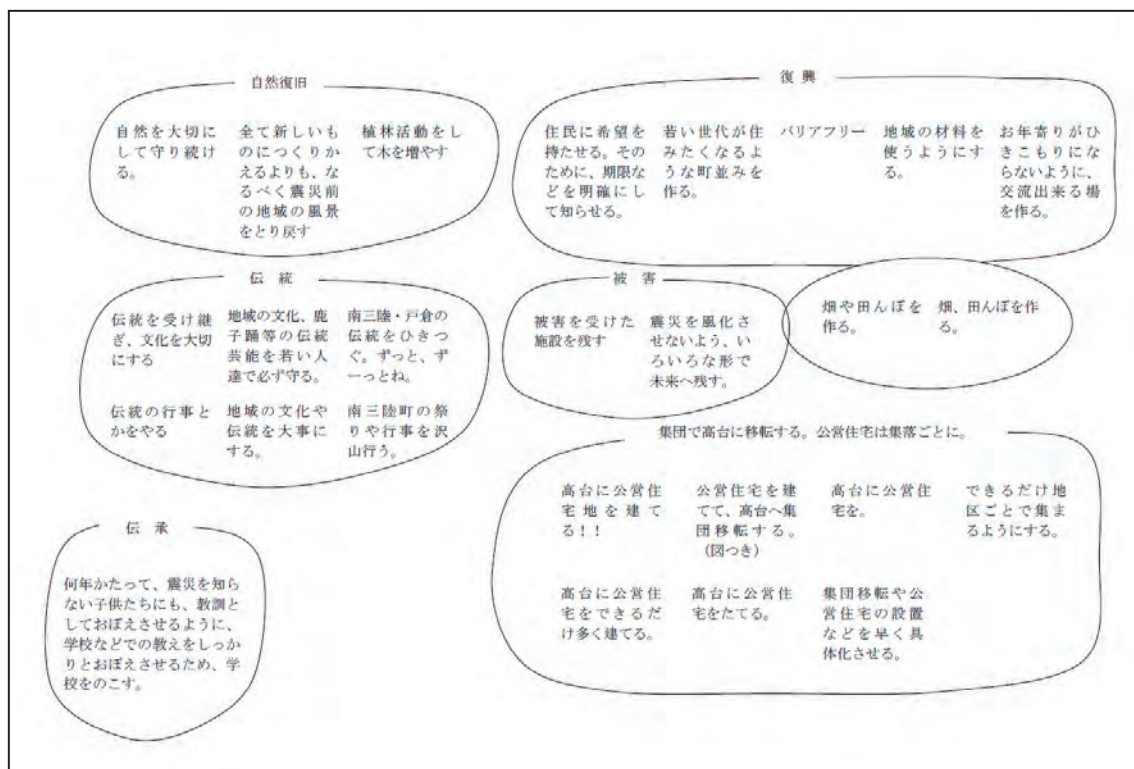 自然復旧
自然を大切に
して守り続け
る。
全て新しいも
のにつくりか
えるよりも、な
るべく震災前
の地域の風景
をとり戻す
植林活動をし
て木を増やす
復興
住民に希望を
持たせる。その
ために、期限な
どを明確にし
て知らせる。
若い世代が住
みたくなるよ
うな町並みを
作る。
バリアフリー
地域の材料を
使うようにす
る。
お年寄りがひ
きこもりにな
らないように、
交流出来る場
を作る。
伝統
伝統を受け継
ぎ、文化を大切
にする
地域の文化、鹿
子踊等の伝統
芸能を若い人
達で必ず守る。
南三陸・戸倉の
伝統をひきつ
ぐ。ずっと、ず
ーっとね。
伝統の行事と
かをやる
地域の文化や
伝統を大事に
する。
南三陸町の祭
りや行事を沢
山行う。
被害
被害を受けた
施設を残す
震災を風化さ
せないよう、い
ろいろな形で
未来へ残す。
畑や田んぼを
作る。
畑、田んぼを作
る。
集団で高台に移転する。公営住宅は集落ごとに。
高台に公営住
宅地を建て
る!!
公営住宅を建
てて、高台へ集
団移転する。
(図つき)
高台に公営住
宅を。
できるだけ地
区ごとで集ま
るようにする。
高台に公営住
宅をできるだ
け多く建てる。
高台に公営住
宅をたてる。
集団移転や公
営住宅の設置
などを早く具
体化させる。
伝承
何年かたって、震災を知ら
ない子供たちにも、教訓と
しておぼえさせるように、
学校などでの教えをしっか
りとおぼえさせるため、学
校をのこす。